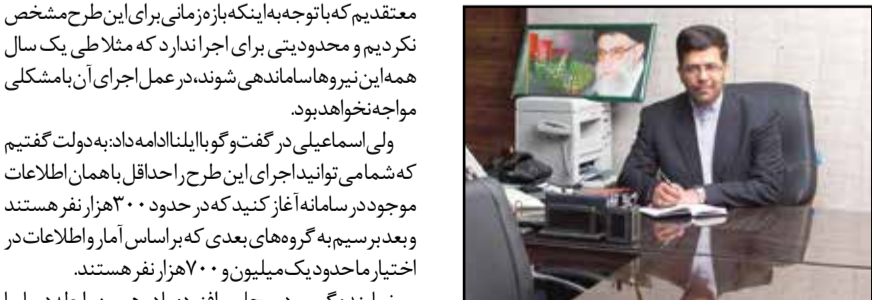 معتقدیم که با توجه به اینکه بازه زمانی برای این طرح مشخص
نکردیم و محدودیتی برای اجرا ندارد که مثلا طی یک سال
همه این نیروها ساماندهی شوند، در عمل اجرای آن با مشکلی
مواجه نخواهد بود.
ولی اسماعیلی در گفت‌وگو با ایلنا ادامه داد: به دولت گفتیم
که شما می توانید اجرای این طرح را حداقل با همان اطلاعات
موجود در سامانه آغاز کنید که در حدود ۳۰۰ هزار نفر هستند
و بعد برسیم به گروه های بعدی که براساس آمار و اطلاعات در
اختیار ما حدود یک میلیون و ۷۰۰ هزار نفر هستند.